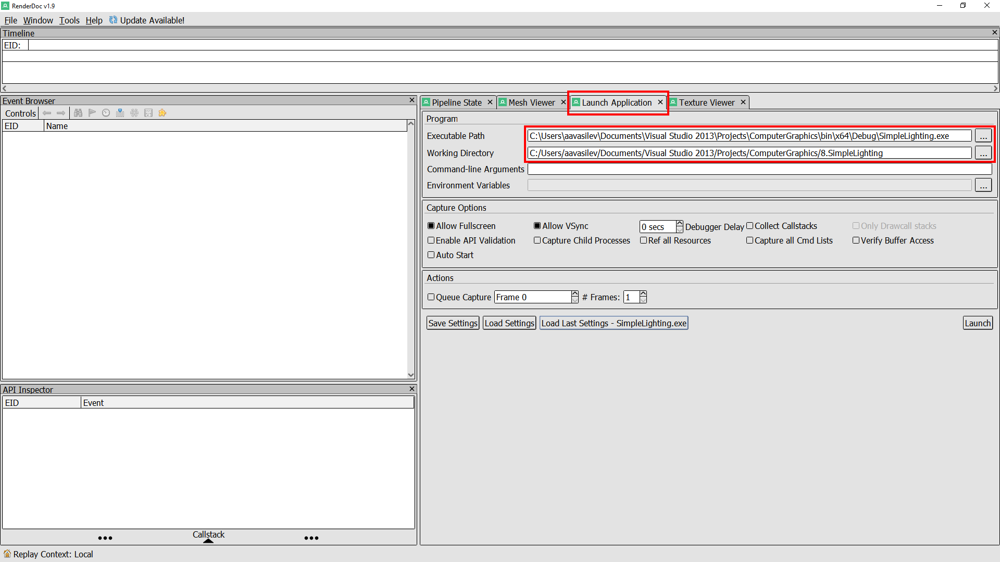 RenderDoc v1.9
File Window Tools Help Update Available!
Timeline
EID:
Event Browser
Controls
EID Name
API Inspector
EID Event
Callstack
Pipeline State Mesh Viewer Launch Application Texture Viewer
Program
Executable Path C:\Users\aavasilev\Documents\Visual Studio 2013\Projects\ComputerGraphics\bin\x64\Debug\SimpleLighting.exe ...
Working Directory C:/Users/aavasilev/Documents/Visual Studio 2013/Projects/ComputerGraphics/8.SimpleLighting ...
Command-line Arguments
Environment Variables ...
Capture Options
Allow Fullscreen Allow VSync 0 secs Debugger Delay Collect Callstacks Only Drawcall stacks
Enable API Validation Capture Child Processes Ref all Resources Capture all Cmd Lists Verify Buffer Access
Auto Start
Actions
Queue Capture Frame 0 # Frames: 1
Save Settings Load Settings Load Last Settings - SimpleLighting.exe Launch
Replay Context: Local